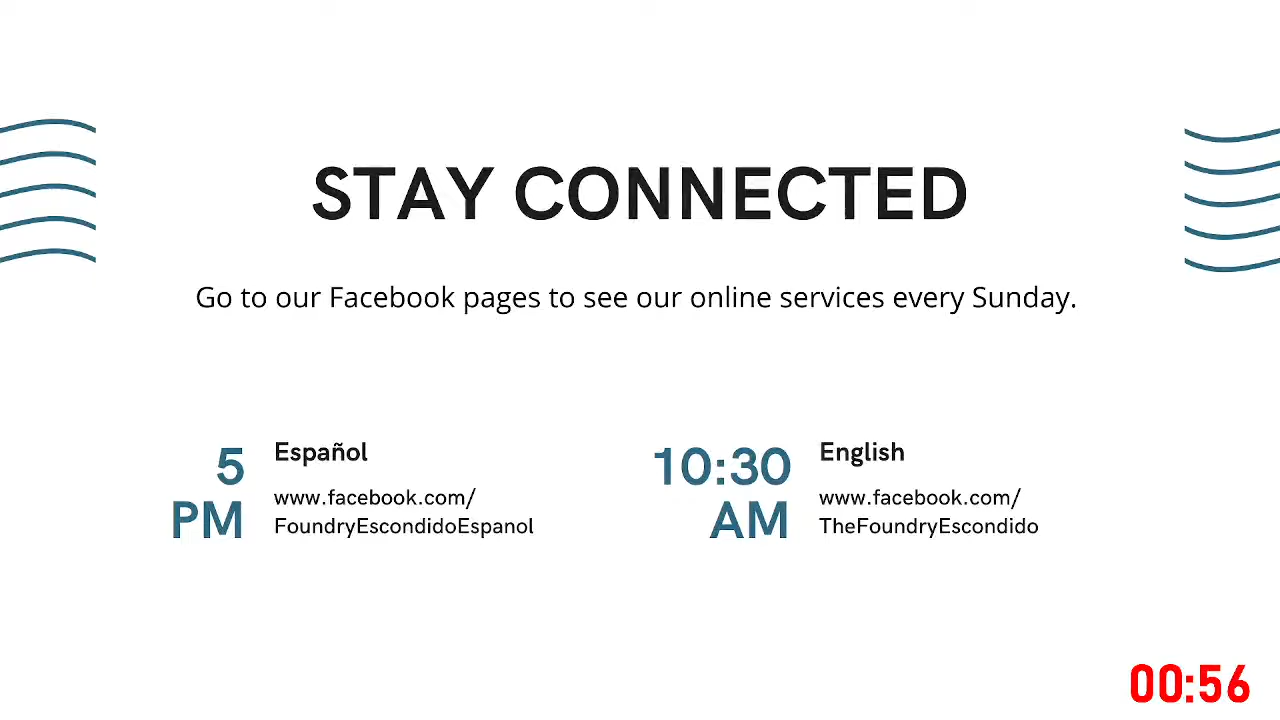 STAY CONNECTED
Go to our Facebook pages to see our online services every Sunday.
5
PM
Español
www.facebook.com/
FoundryEscondidoEspanol
10:30
AM
English
www.facebook.com/
TheFoundryEscondido
00:56